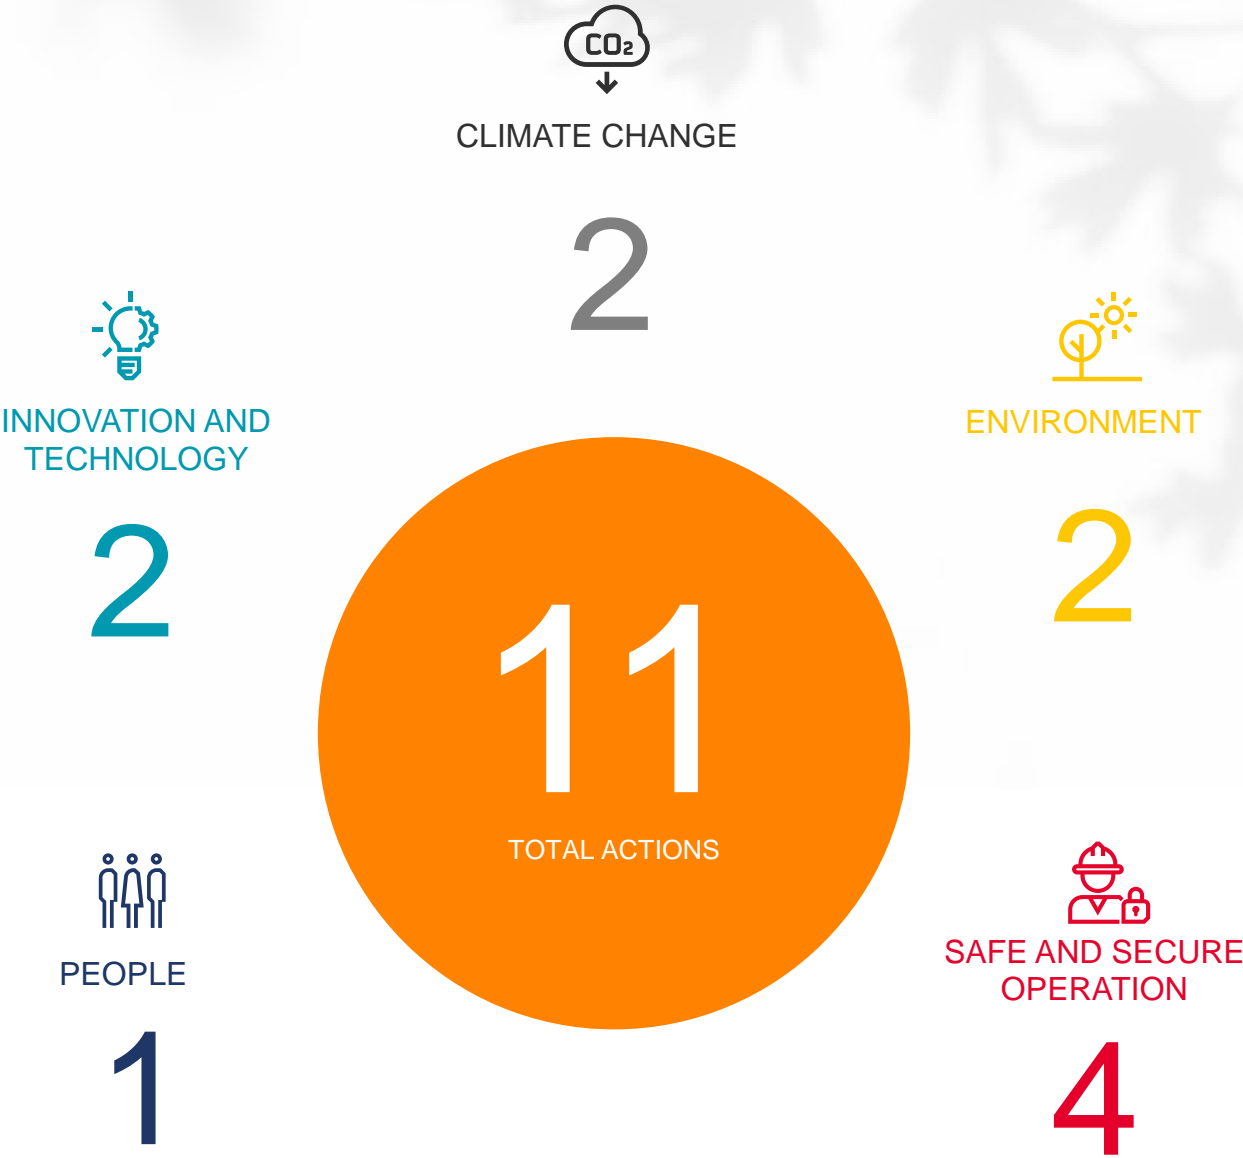 CO₂
CLIMATE CHANGE
2
INNOVATION AND
TECHNOLOGY
2
ENVIRONMENT
2
11
TOTAL ACTIONS
PEOPLE
1
SAFE AND SECURE
OPERATION
4